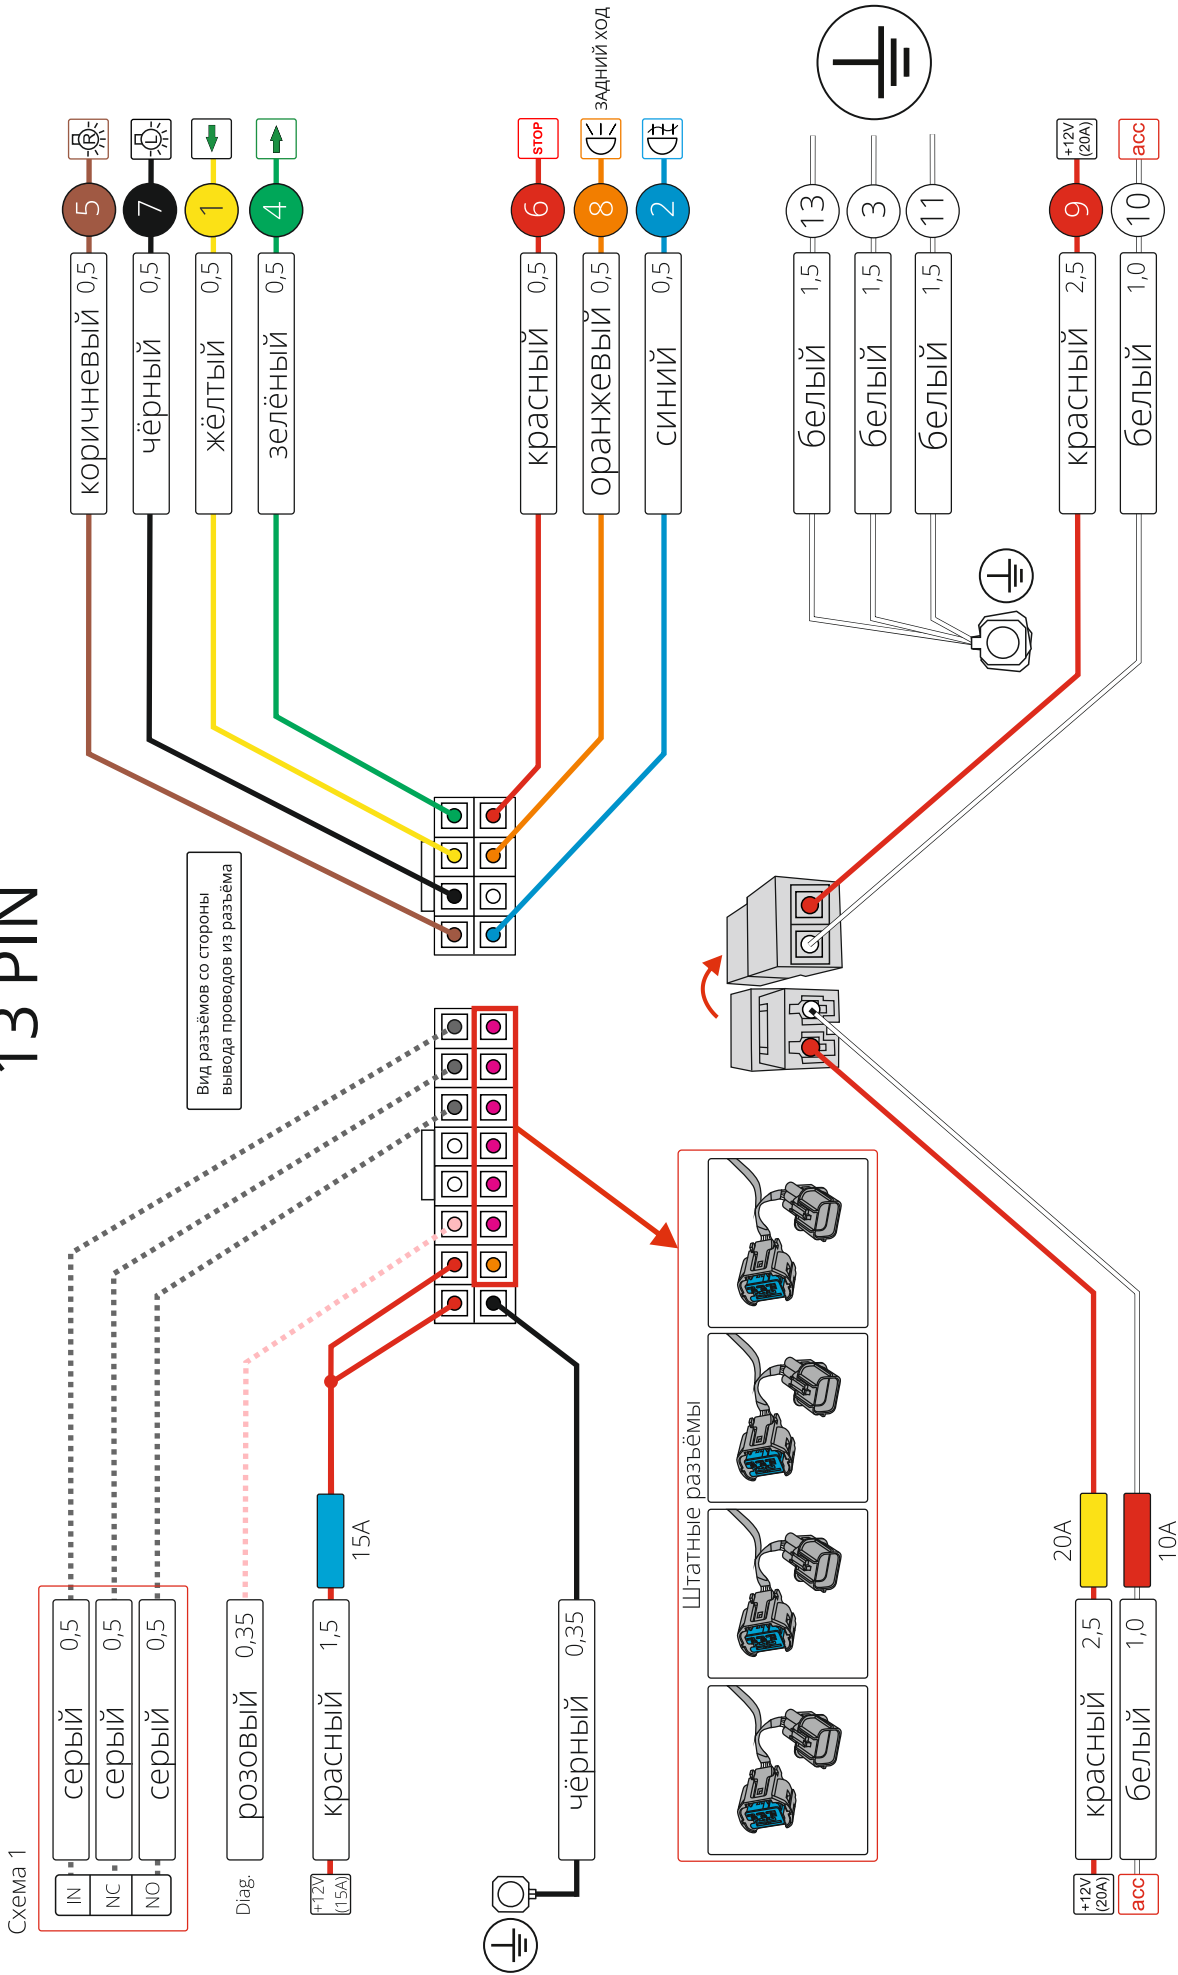 13 PIN
Схема 1
IN
серый 0,5
NC
серый 0,5
NO
серый 0,5
Diag.
розовый 0,35
+12V
(15A)
красный 1,5
15A
чёрный 0,35
Вид разъёмов со стороны
вывода проводов из разъёма
коричневый 0,5
5
R
чёрный 0,5
7
L
жёлтый 0,5
1
зелёный 0,5
4
красный 0,5
6
STOP
оранжевый 0,5
8
ЗАДНИЙ ХОД
синий 0,5
2
Штатные разъёмы
белый 1,5
13
белый 1,5
3
белый 1,5
11
+12V
(20A)
красный 2,5
20A
красный 2,5
9
+12V
(20A)
acc
белый 1,0
10A
белый 1,0
10
acc